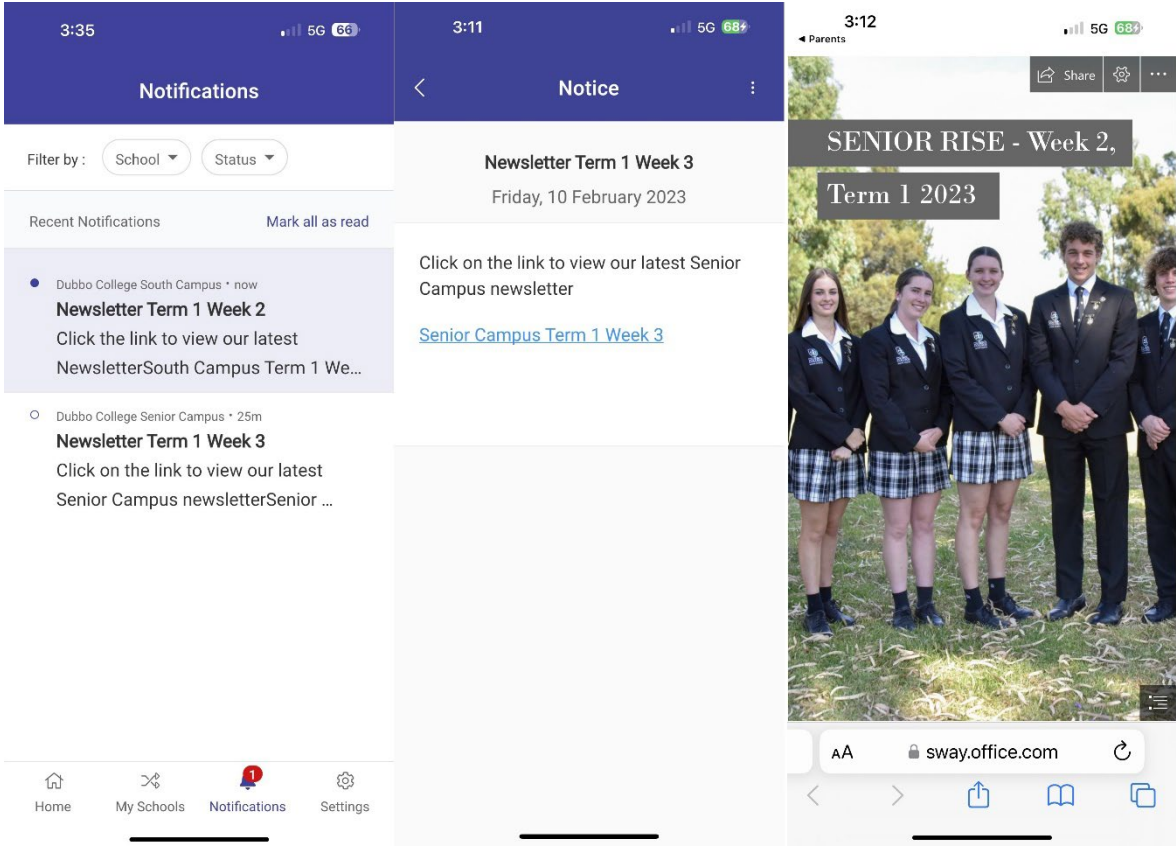 3:35
5G 66
Notifications
Filter by :
School
Status
Recent Notifications
Mark all as read
Dubbo College South Campus • now
Newsletter Term 1 Week 2
Click the link to view our latest
NewsletterSouth Campus Term 1 We...
Dubbo College Senior Campus • 25m
Newsletter Term 1 Week 3
Click on the link to view our latest
Senior Campus newsletterSenior ...
1
Home
My Schools
Notifications
Settings
3:11
5G 68
Notice
Newsletter Term 1 Week 3
Friday, 10 February 2023
Click on the link to view our latest Senior
Campus newsletter
Senior Campus Term 1 Week 3
3:12
Parents
5G 68
Share
SENIOR RISE - Week 2,
Term 1 2023
AA
sway.office.com